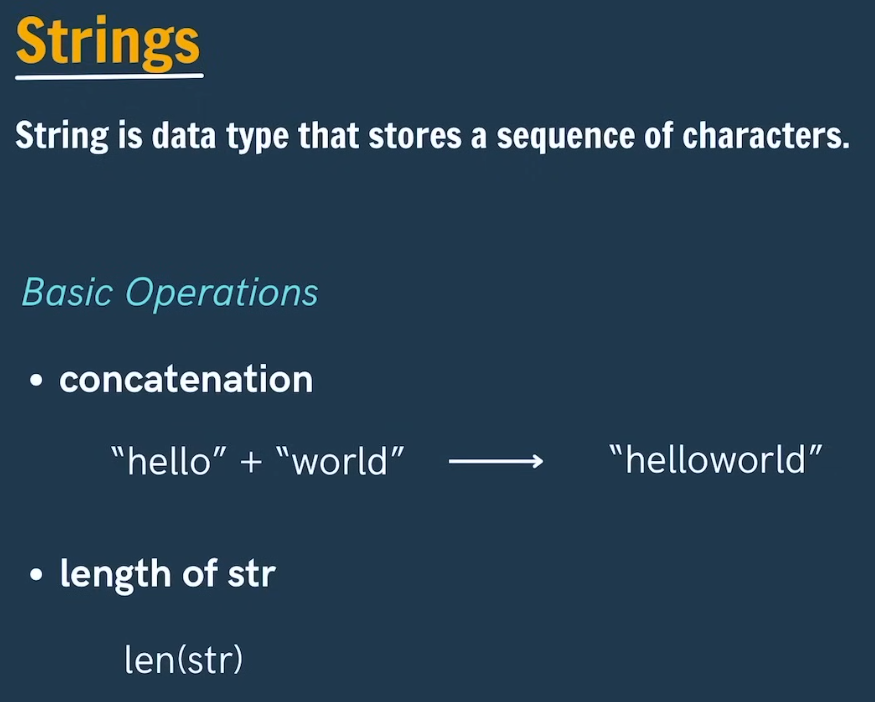 Strings
String is data type that stores a sequence of characters.
Basic Operations
• concatenation
“hello” + “world” ⟶ “helloworld”
• length of str
len(str)